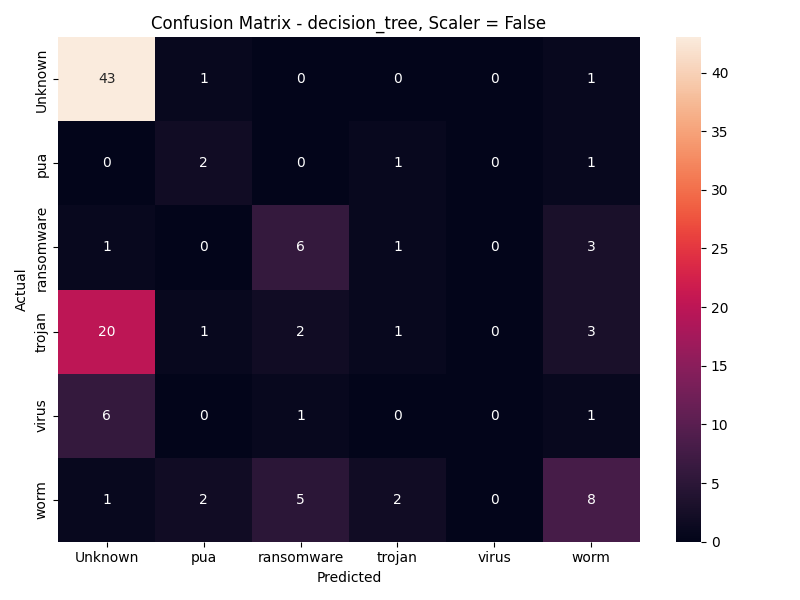 Confusion Matrix - decision_tree, Scaler = False
Actual
Unknown 43 1 0 0 0 1
pua 0 2 0 1 0 1
ransomware 1 0 6 1 0 3
trojan 20 1 2 1 0 3
virus 6 0 1 0 0 1
worm 1 2 5 2 0 8
Unknown pua ransomware trojan virus worm
Predicted
40
35
30
25
20
15
10
5
0